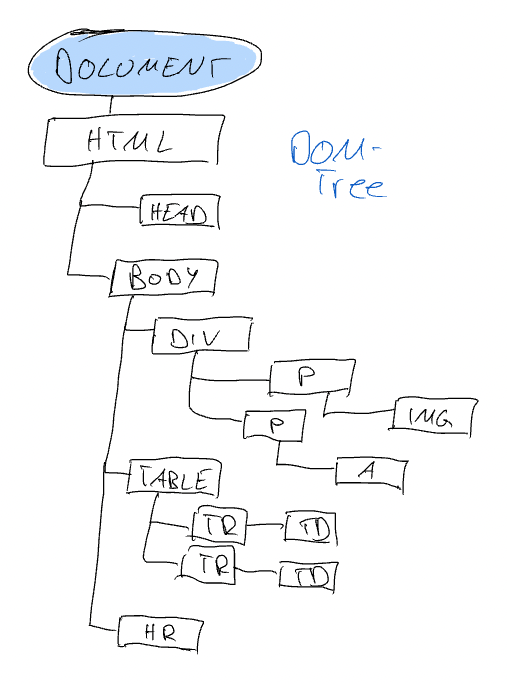 DOCUMENT
HTML
DOM-
Tree
HEAD
BODY
DIV
P
IMG
P
A
TABLE
TR
TD
TR
TD
HR